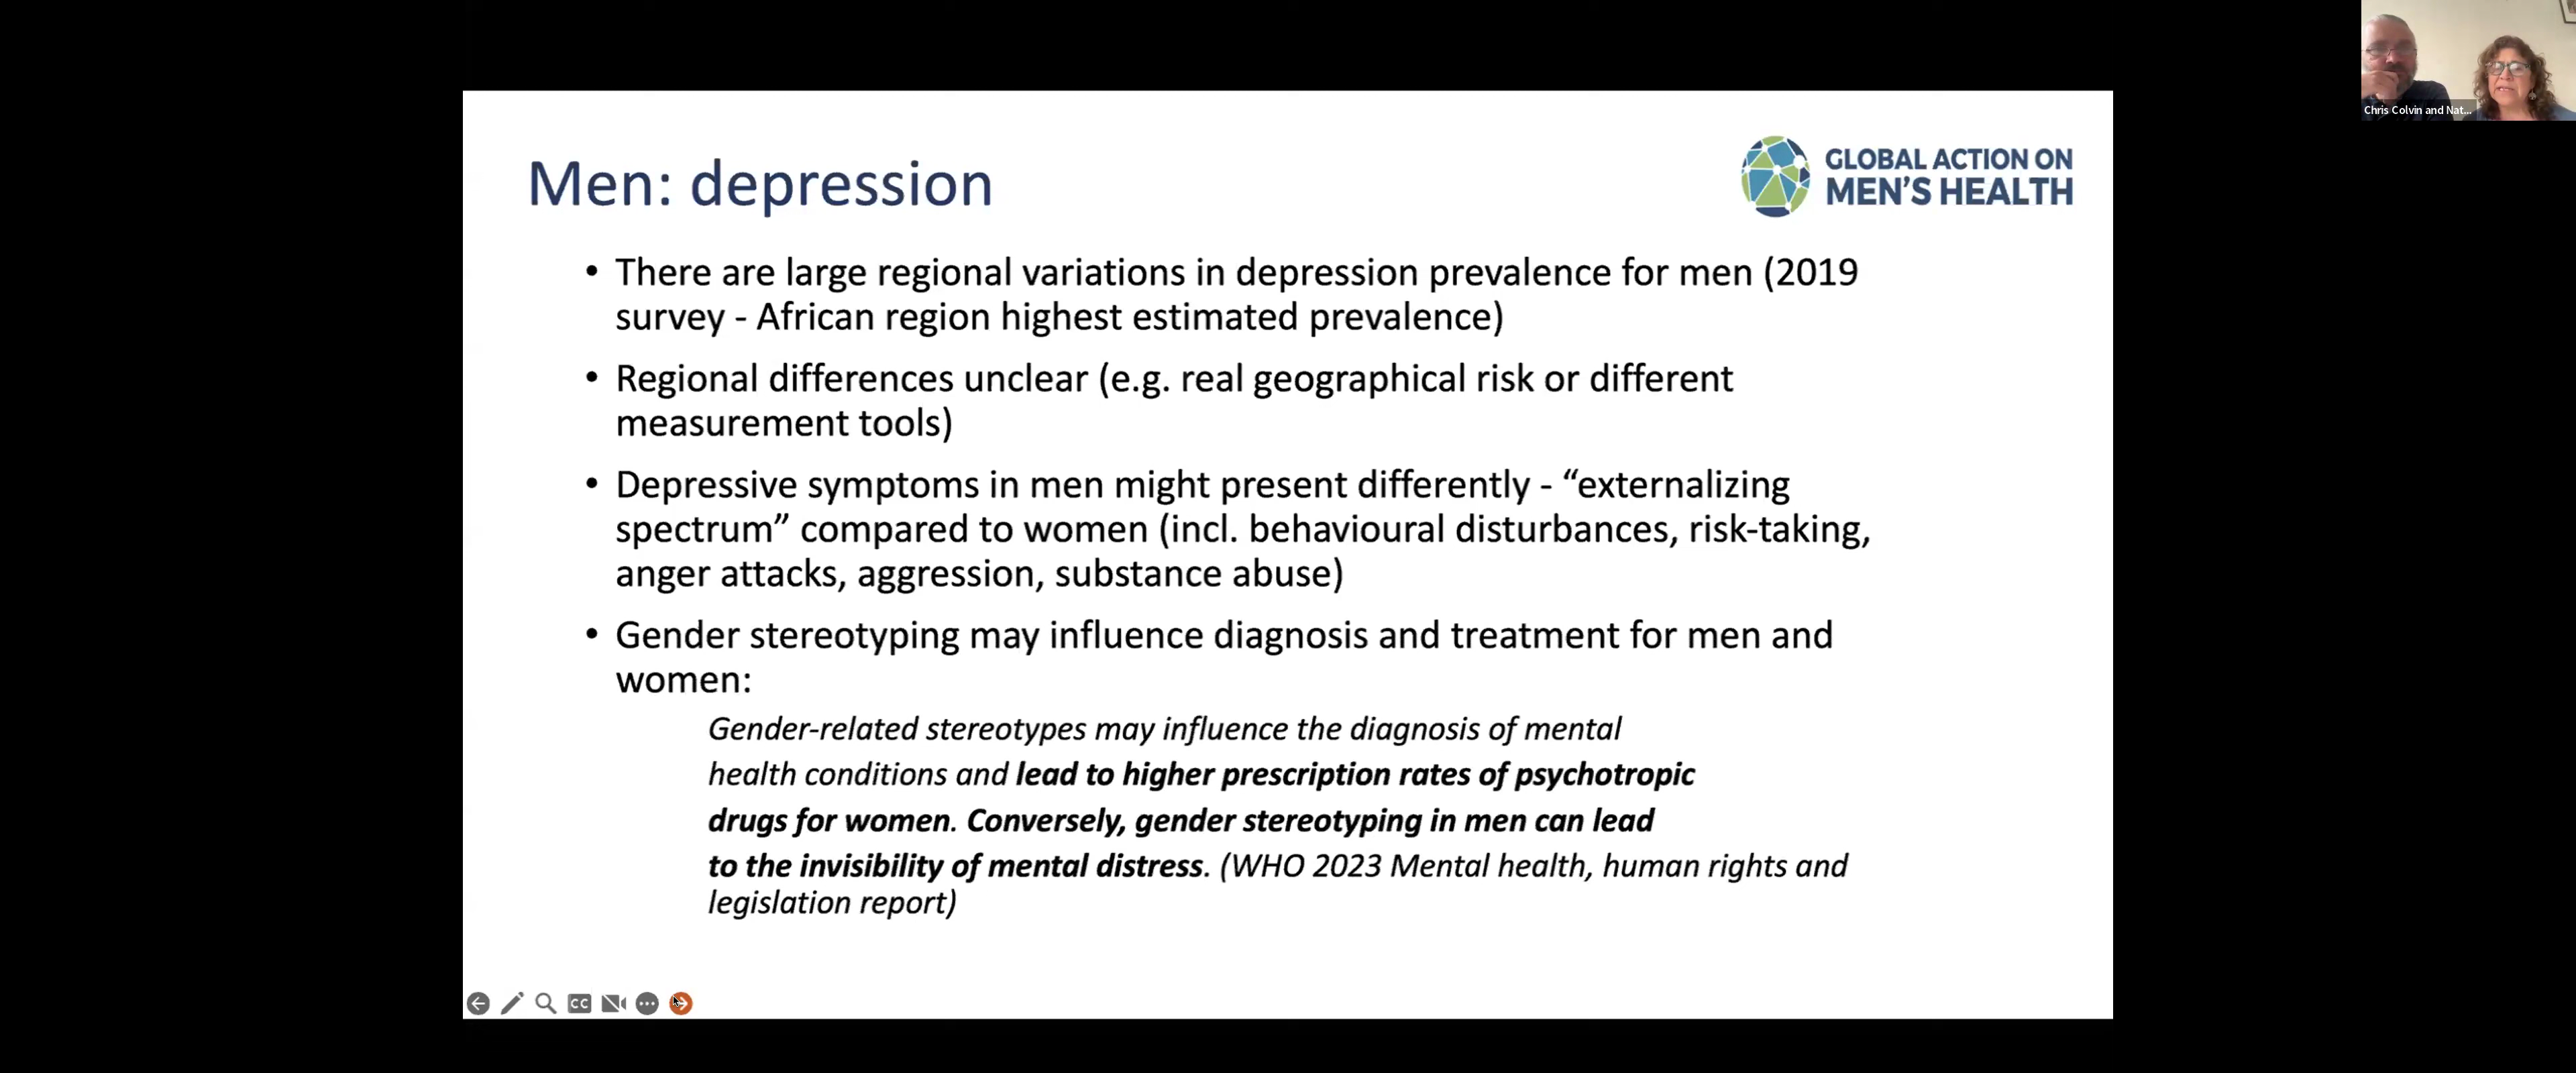 Chris Colvin and Nat...
Men: depression
GLOBAL ACTION ON
MEN'S HEALTH
• There are large regional variations in depression prevalence for men (2019
survey - African region highest estimated prevalence)
• Regional differences unclear (e.g. real geographical risk or different
measurement tools)
• Depressive symptoms in men might present differently - “externalizing
spectrum” compared to women (incl. behavioural disturbances, risk-taking,
anger attacks, aggression, substance abuse)
• Gender stereotyping may influence diagnosis and treatment for men and
women:
Gender-related stereotypes may influence the diagnosis of mental
health conditions and lead to higher prescription rates of psychotropic
drugs for women. Conversely, gender stereotyping in men can lead
to the invisibility of mental distress. (WHO 2023 Mental health, human rights and
legislation report)
CC